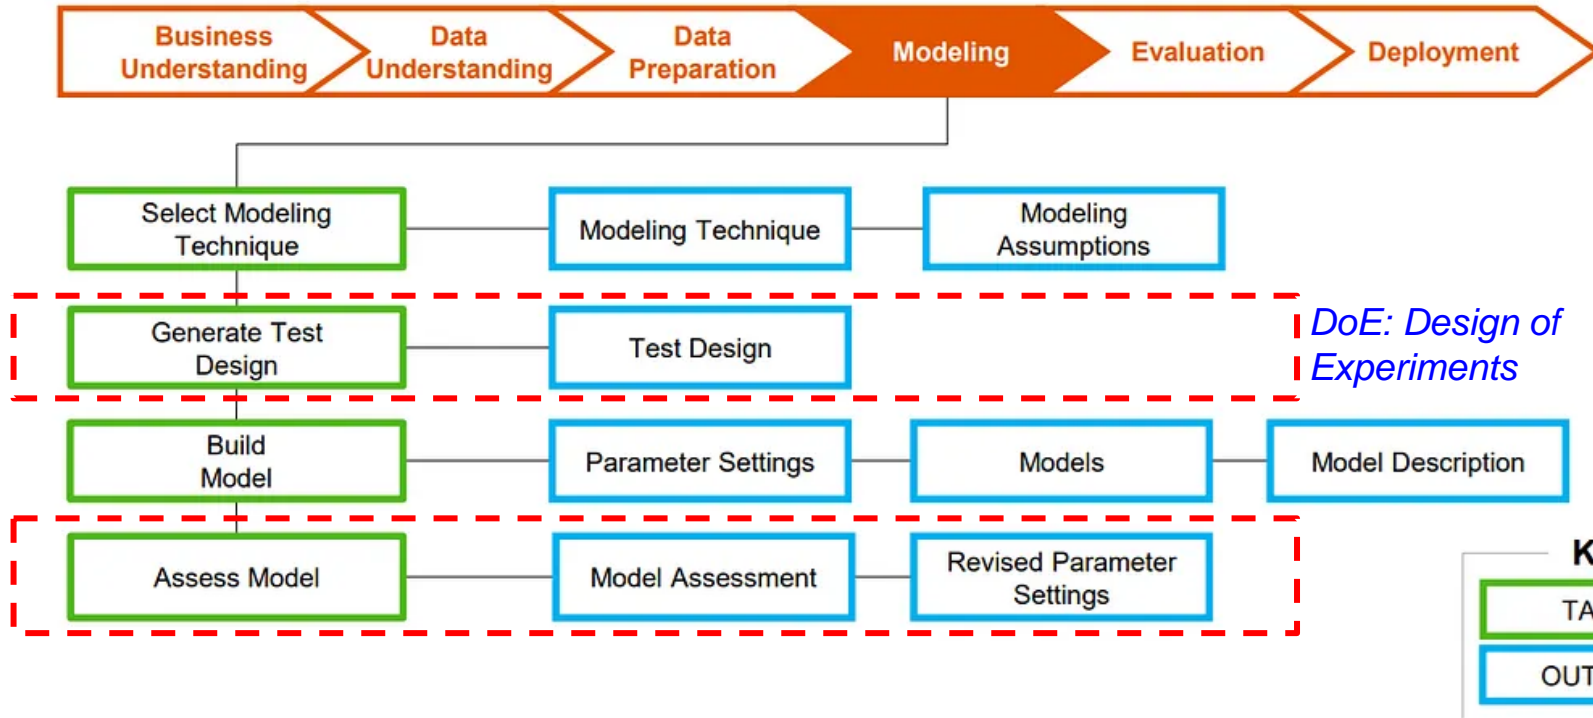 Business
Understanding
Data
Understanding
Data
Preparation
Modeling
Evaluation
Deployment
Select Modeling
Technique
Modeling Technique
Modeling
Assumptions
Generate Test
Design
Test Design
DoE: Design of
Experiments
Build
Model
Parameter Settings
Models
Model Description
Assess Model
Model Assessment
Revised Parameter
Settings
K
TA
OUT